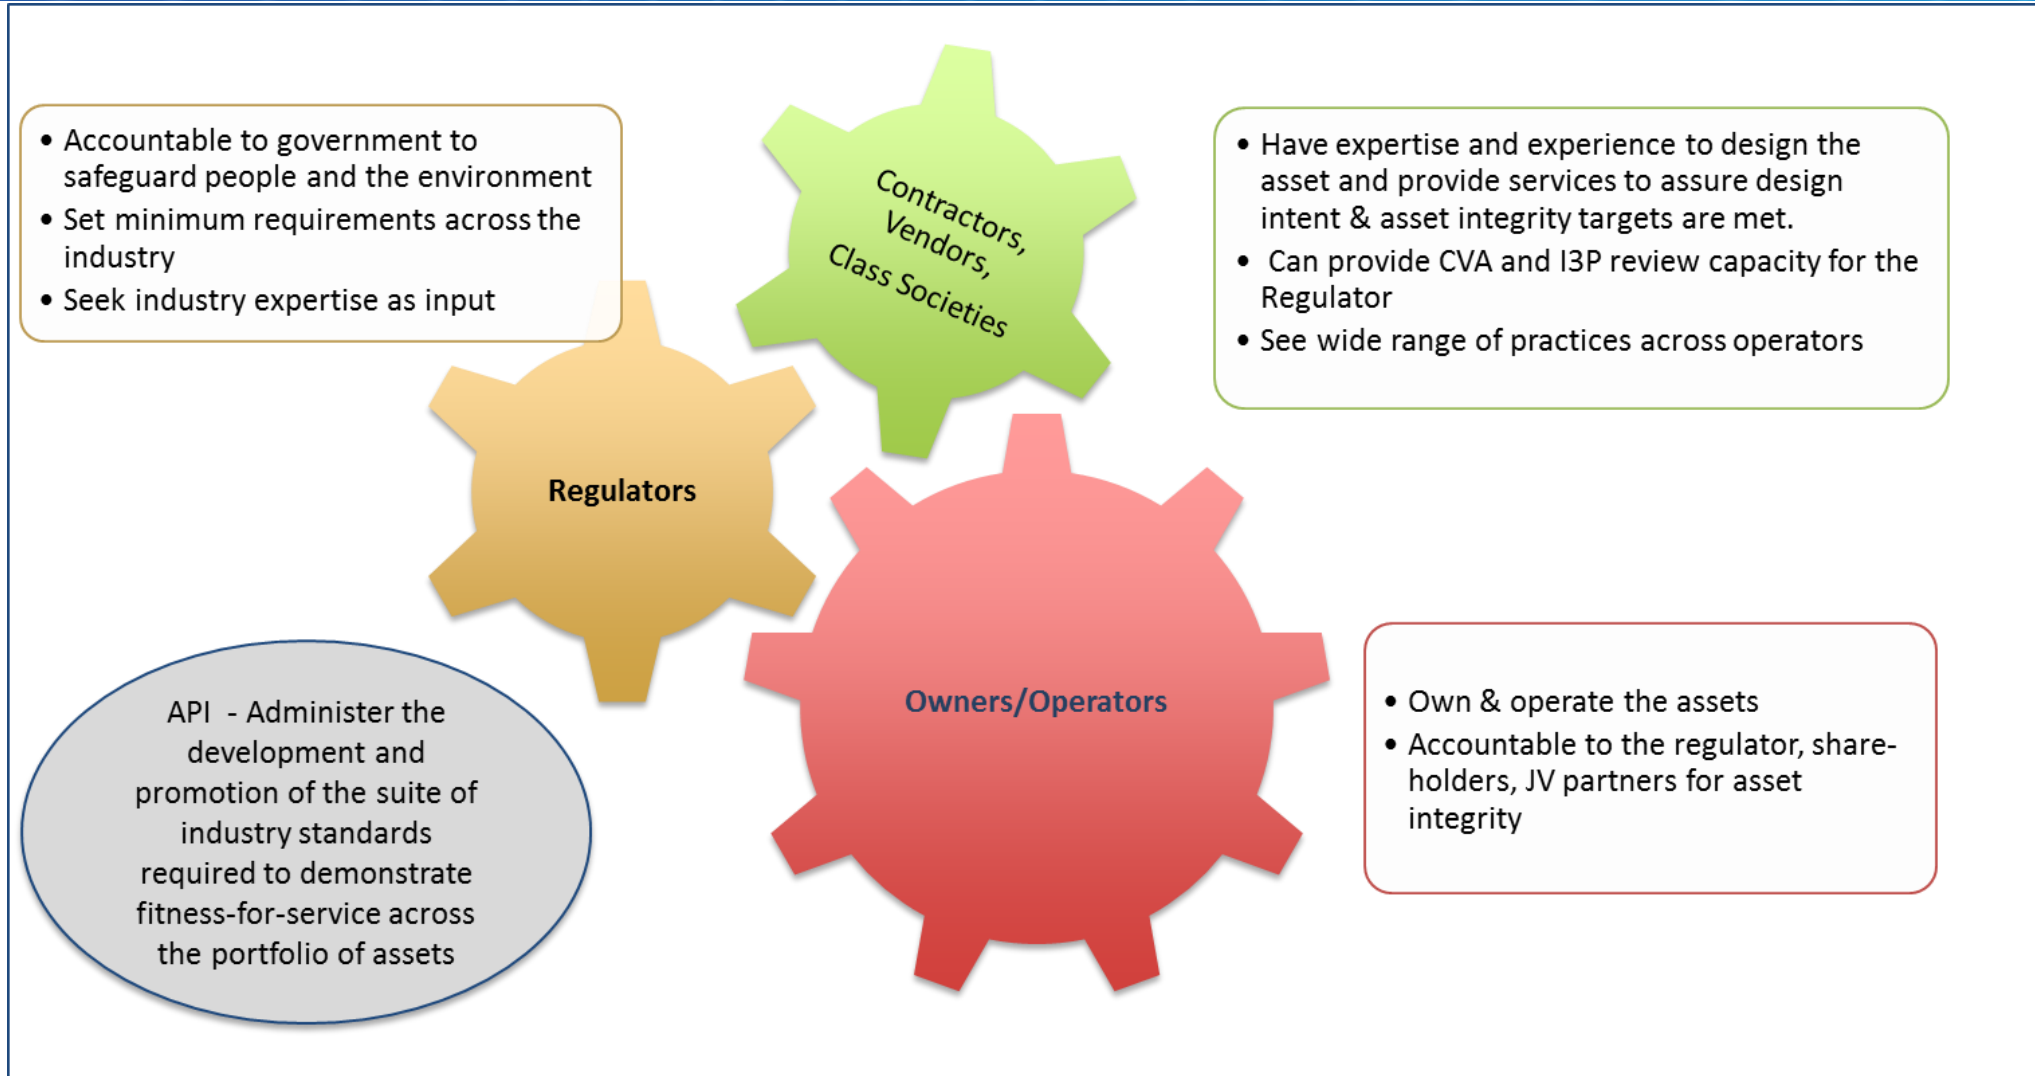 • Accountable to government to
safeguard people and the environment
• Set minimum requirements across the
industry
• Seek industry expertise as input
Contractors,
Vendors,
Class Societies
• Have expertise and experience to design the
asset and provide services to assure design
intent & asset integrity targets are met.
• Can provide CVA and I3P review capacity for the
Regulator
• See wide range of practices across operators
Regulators
Owners/Operators
API - Administer the
development and
promotion of the suite of
industry standards
required to demonstrate
fitness-for-service across
the portfolio of assets
• Own & operate the assets
• Accountable to the regulator, share-
holders, JV partners for asset
integrity